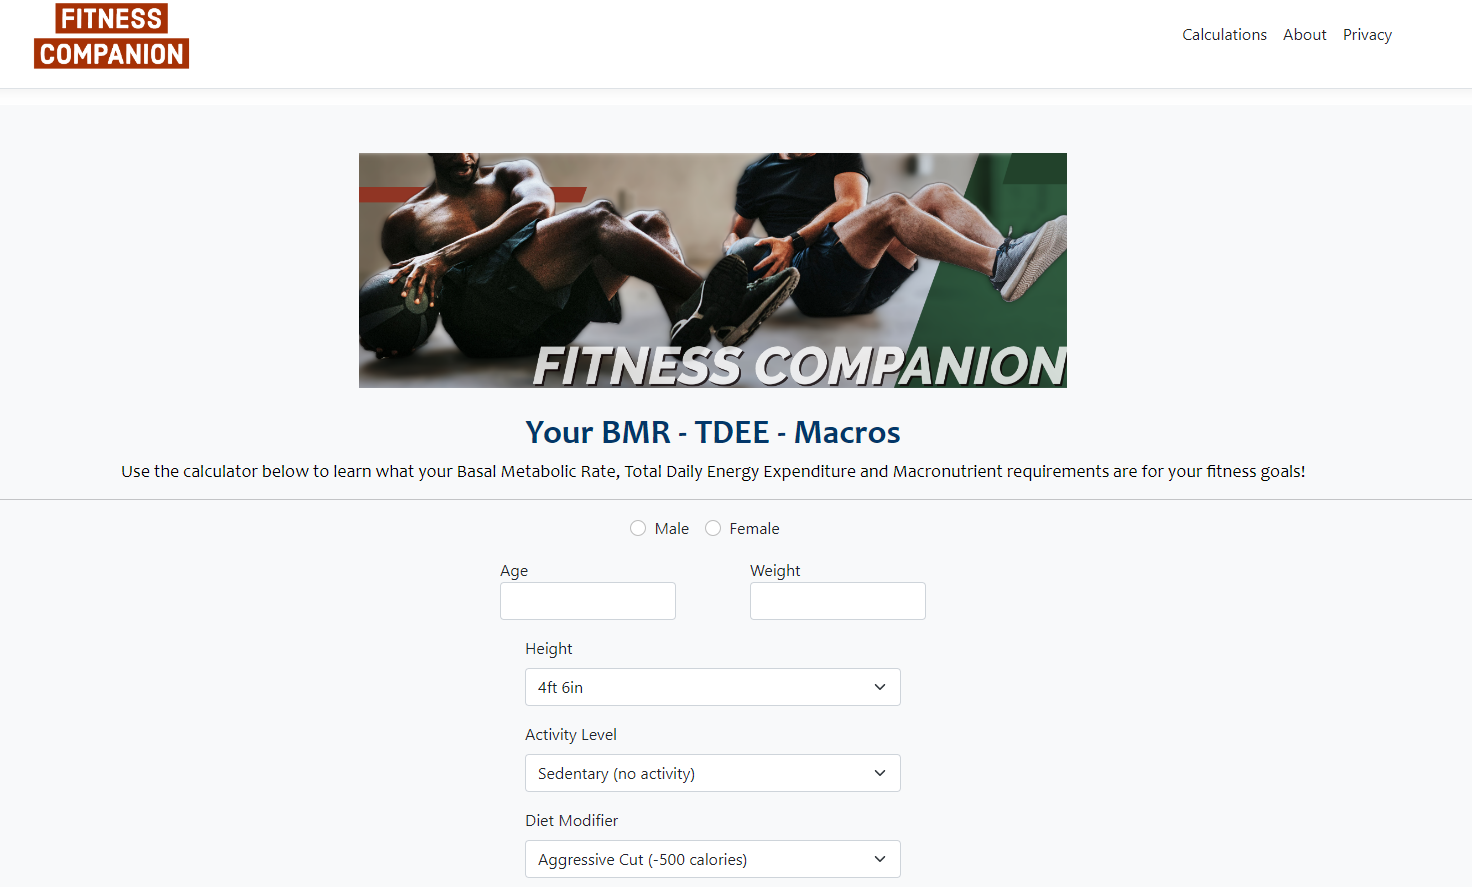 FITNESS
COMPANION
Calculations About Privacy
FITNESS COMPANION
Your BMR - TDEE - Macros
Use the calculator below to learn what your Basal Metabolic Rate, Total Daily Energy Expenditure and Macronutrient requirements are for your fitness goals!
Male Female
Age Weight
Height
4ft 6in
Activity Level
Sedentary (no activity)
Diet Modifier
Aggressive Cut (-500 calories)